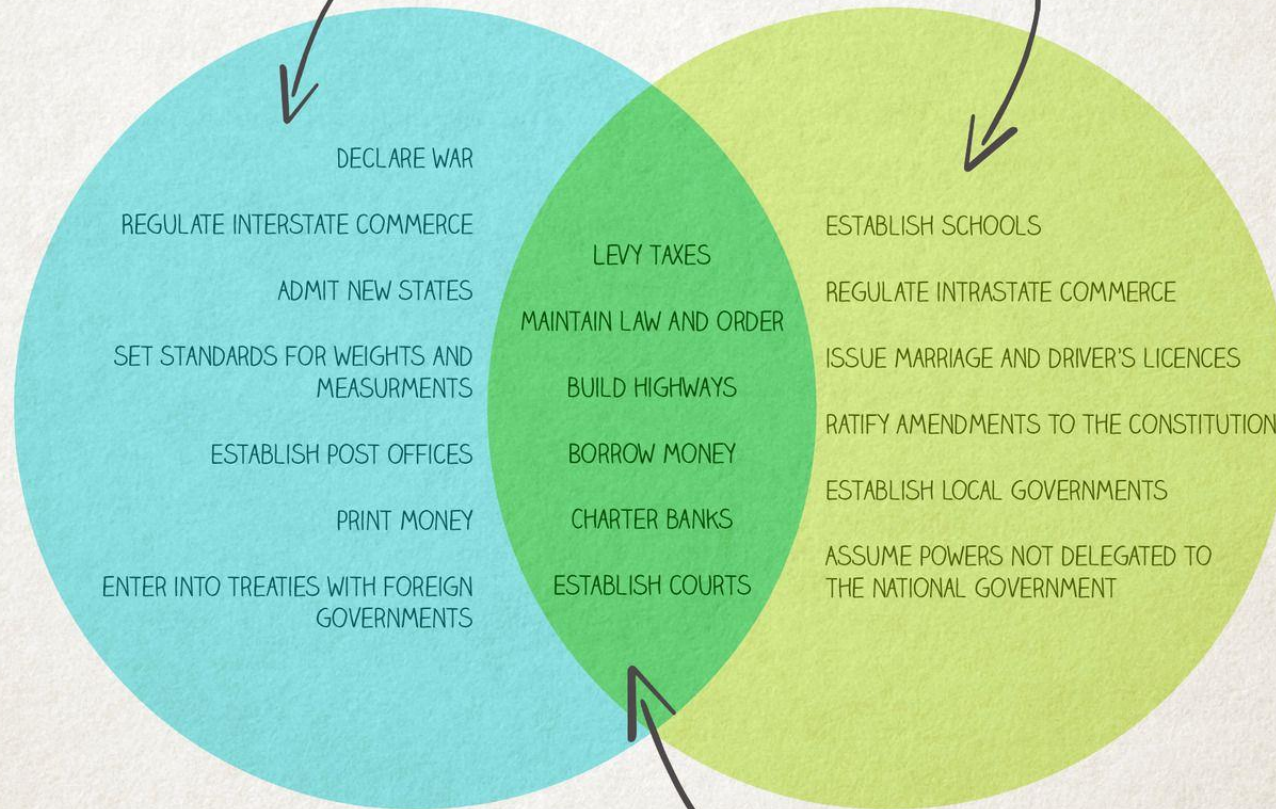 DECLARE WAR
REGULATE INTERSTATE COMMERCE
ADMIT NEW STATES
SET STANDARDS FOR WEIGHTS AND
MEASURMENTS
ESTABLISH POST OFFICES
PRINT MONEY
ENTER INTO TREATIES WITH FOREIGN
GOVERNMENTS
LEVY TAXES
MAINTAIN LAW AND ORDER
BUILD HIGHWAYS
BORROW MONEY
CHARTER BANKS
ESTABLISH COURTS
ESTABLISH SCHOOLS
REGULATE INTRASTATE COMMERCE
ISSUE MARRIAGE AND DRIVER'S LICENCES
RATIFY AMENDMENTS TO THE CONSTITUTION
ESTABLISH LOCAL GOVERNMENTS
ASSUME POWERS NOT DELEGATED TO
THE NATIONAL GOVERNMENT